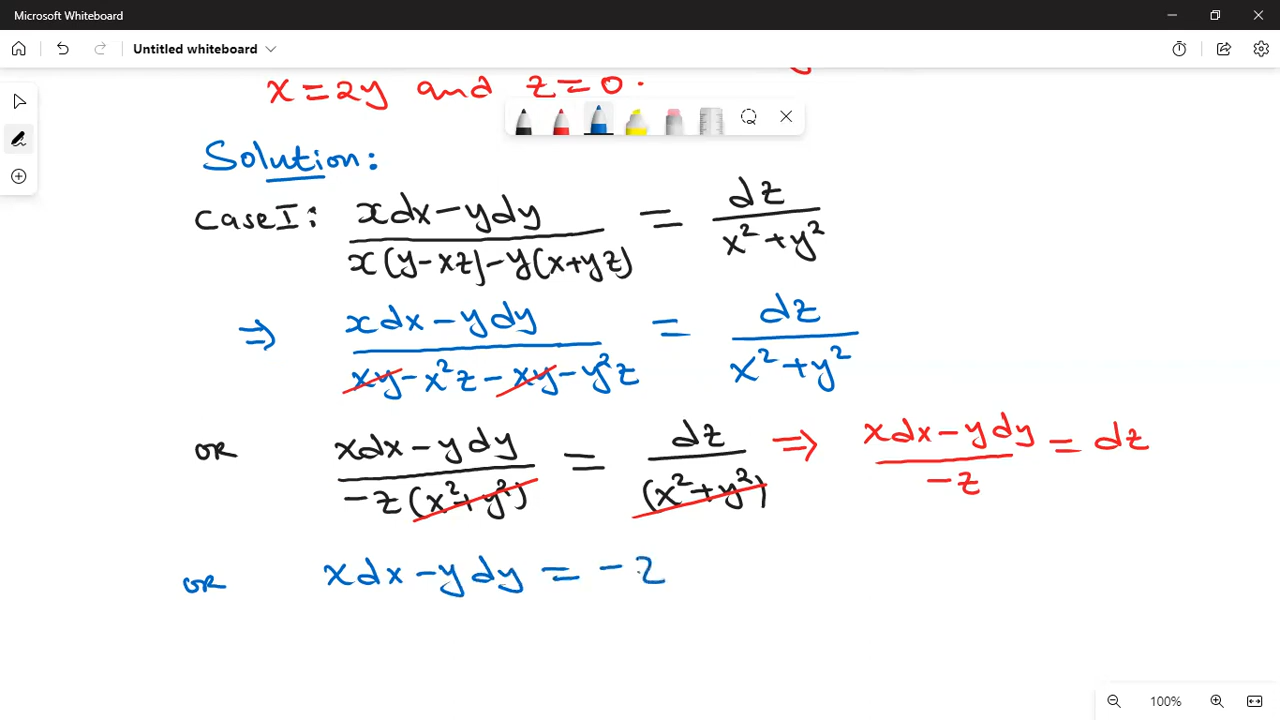 Microsoft Whiteboard
Untitled whiteboard
x = 2y and z = 0.
Solution:
case I: (xdx - ydy)/(x(y - xz) - y(x + yz)) = dz/(x² + y²)
⇒ (xdx - ydy)/(xy - x²z - xy - y²z) = dz/(x² + y²)
OR (xdx - ydy)/(-z(x² + y²)) = dz/(x² + y²) ⇒ (xdx - ydy)/(-z) = dz
OR xdx - ydy = -z
100%